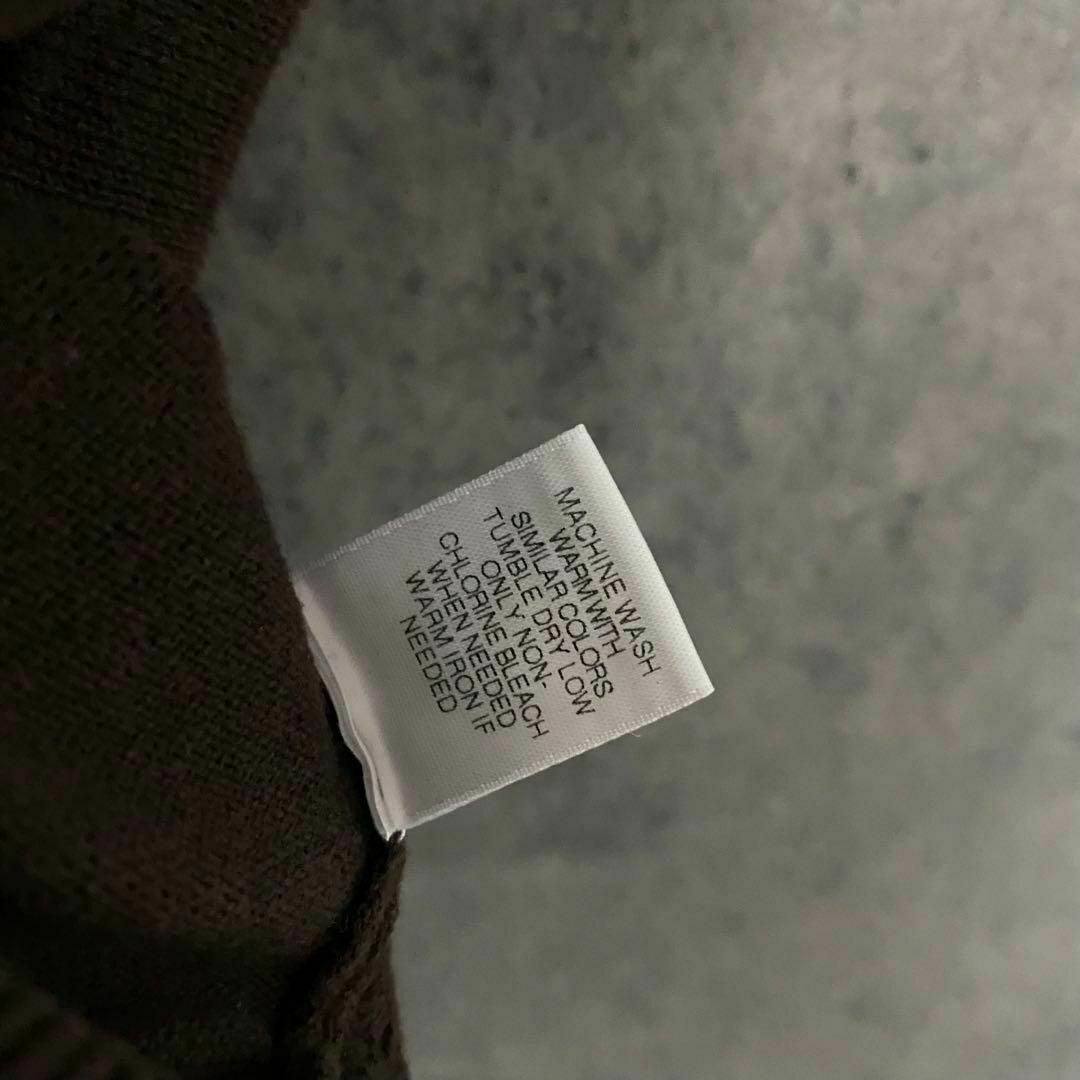 MACHINE WASH
WARM WITH
SIMILAR COLORS
TUMBLE DRY LOW
ONLY NON-
CHLORINE BLEACH
WHEN NEEDED
WARM IRON IF
NEEDED